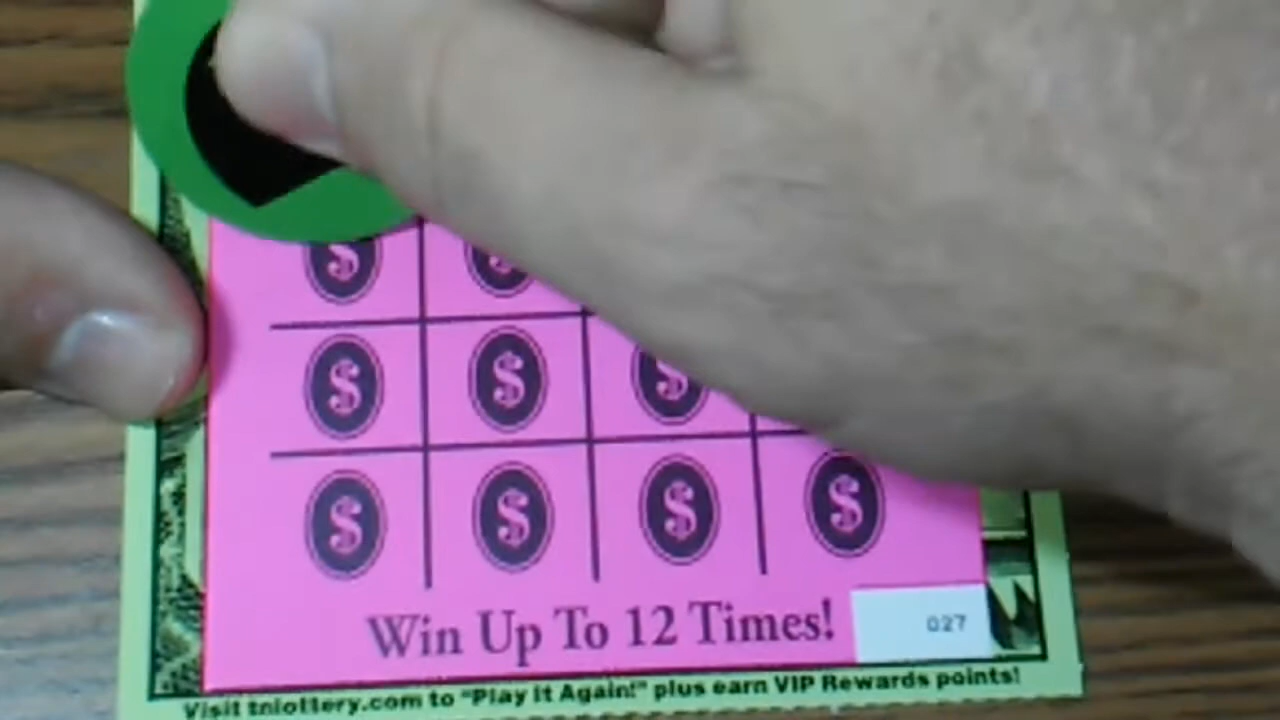 $ $
$ $ $
$ $ $ $
Win Up To 12 Times!
027
Visit tnlottery.com to "Play It Again!" plus earn VIP Rewards points!